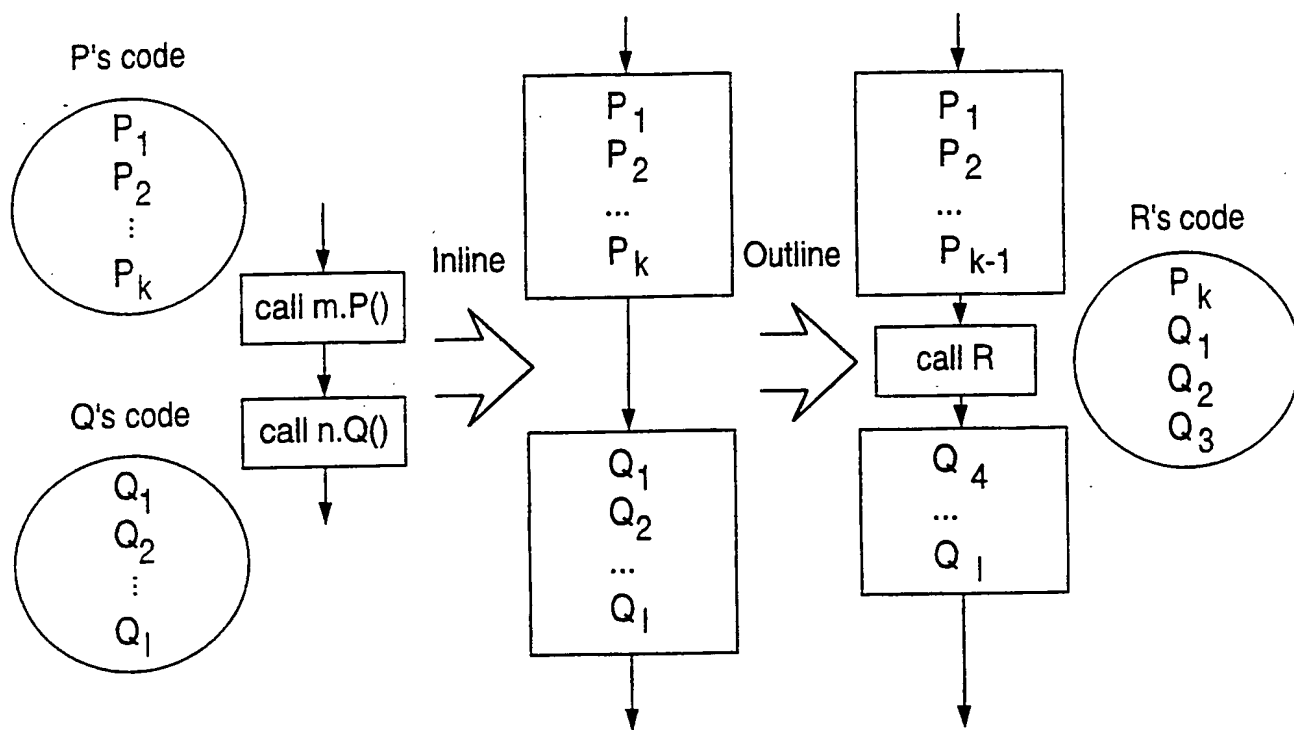 P's code
P₁
P₂
...
Pₖ
call m.P()
call n.Q()
Q's code
Q₁
Q₂
...
Qₗ
Inline
P₁
P₂
...
Pₖ
Q₁
Q₂
...
Qₗ
Outline
P₁
P₂
...
Pₖ₋₁
call R
Q₄
...
Qₗ
R's code
Pₖ
Q₁
Q₂
Q₃